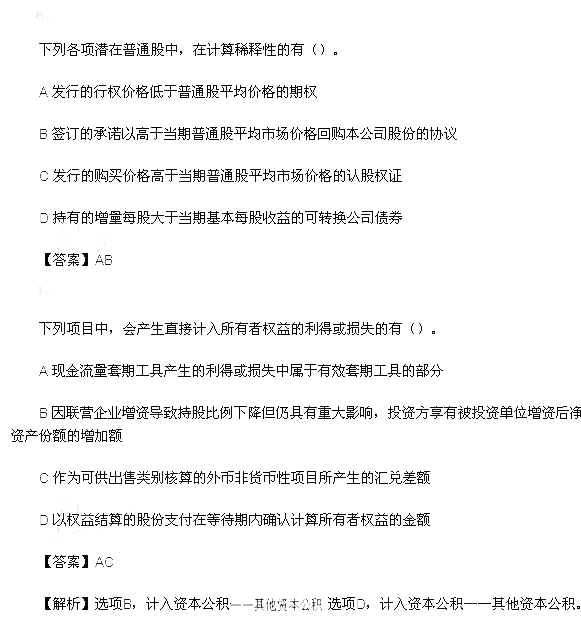 6、
下列各项潜在普通股中，在计算稀释性的有（）。
A 发行的行权价格低于普通股平均价格的期权
B 签订的承诺以高于当期普通股平均市场价格回购本公司股份的协议
C 发行的购买价格高于当期普通股平均市场价格的认股权证
D 持有的增量每股大于当期基本每股收益的可转换公司债券
【答案】AB
7、
下列项目中，会产生直接计入所有者权益的利得或损失的有（）。
A 现金流量套期工具产生的利得或损失中属于有效套期工具的部分
B 因联营企业增资导致持股比例下降但仍具有重大影响，投资方享有被投资单位增资后净
资产份额的增加额
C 作为可供出售类别核算的外币非货币性项目所产生的汇兑差额
D 以权益结算的股份支付在等待期内确认计算所有者权益的金额
【答案】AC
【解析】选项B，计入资本公积——其他资本公积 选项D，计入资本公积——其他资本公积。